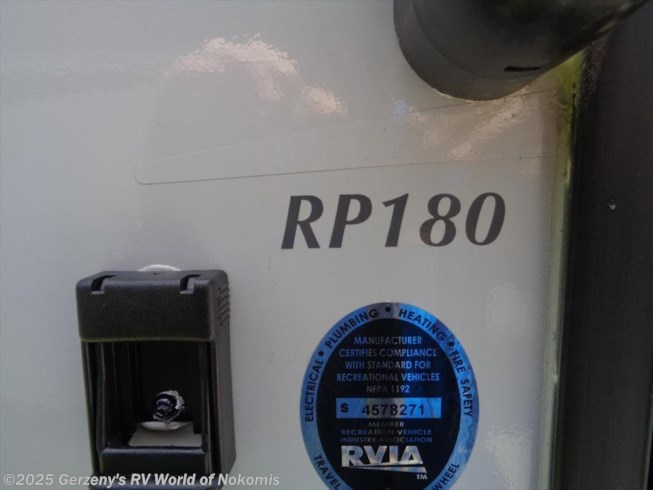 RP180
ELECTRICAL • PLUMBING • HEATING • FIRE SAFETY
MANUFACTURER
CERTIFIES COMPLIANCE
WITH STANDARD FOR
RECREATIONAL VEHICLES
NFPA 1192
S 4578271
MEMBER
RECREATION VEHICLE
INDUSTRY ASSOCIATION
RVIA™
TRAVEL
WHEEL
©2025 Gerzeny's RV World of Nokomis